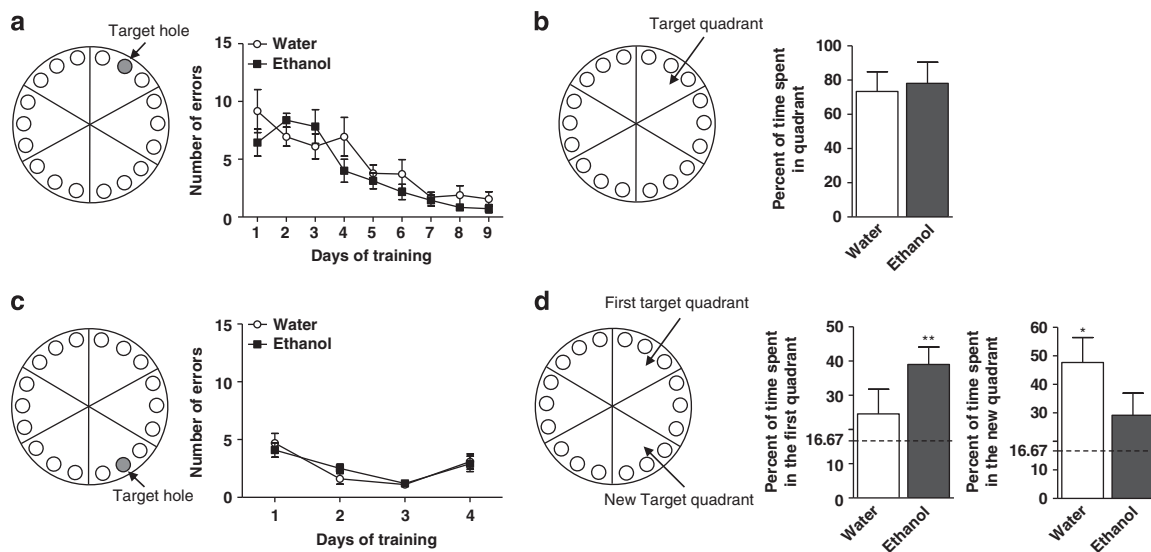 a
Target hole
Number of errors
15
10
5
0
Water
Ethanol
1 2 3 4 5 6 7 8 9
Days of training
b
Target quadrant
Percent of time spent
in quadrant
100
80
60
40
20
0
Water
Ethanol
c
Target hole
Number of errors
15
10
5
0
Water
Ethanol
1 2 3 4
Days of training
d
First target quadrant
New Target quadrant
Percent of time spent
in the first quadrant
50
40
30
20
16.67
10
0
**
Water
Ethanol
Percent of time spent
in the new quadrant
60
50
40
30
20
16.67
10
0
*
Water
Ethanol